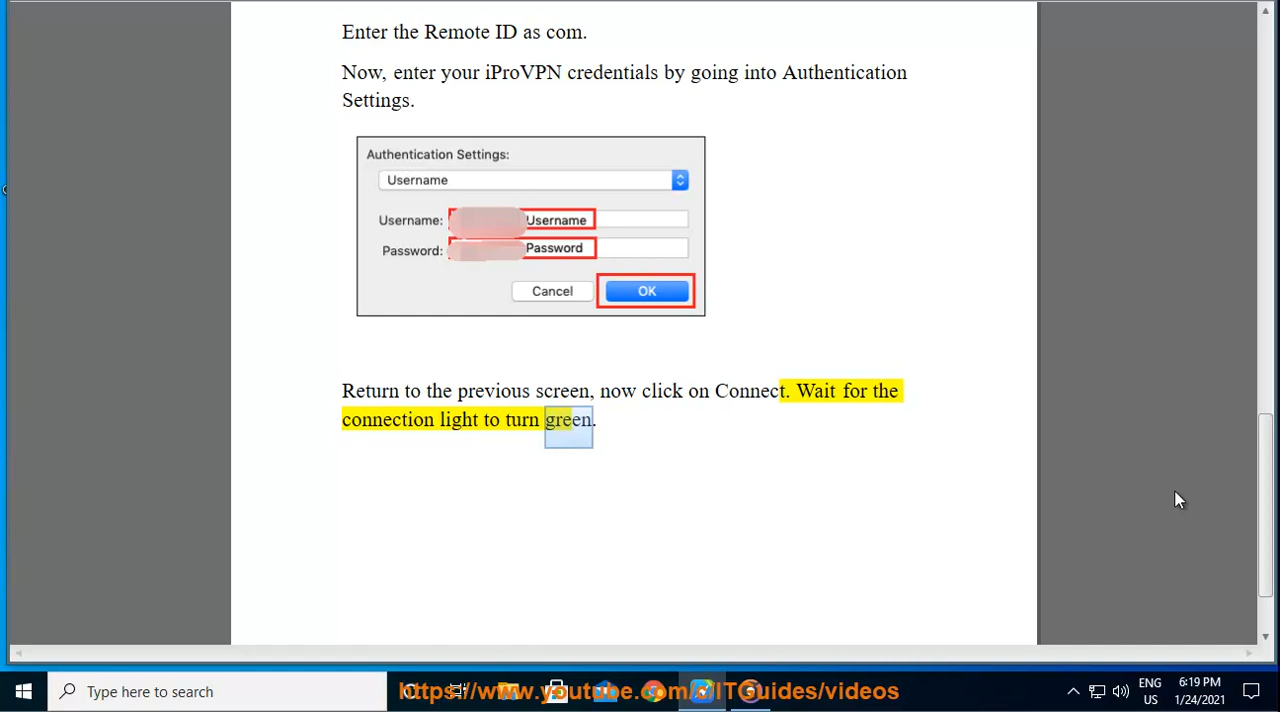 Enter the Remote ID as com.
Now, enter your iProVPN credentials by going into Authentication
Settings.
Authentication Settings:
Username
Username: Username
Password: Password
Cancel OK
Return to the previous screen, now click on Connect. Wait for the
connection light to turn green.
Type here to search
https://www.youtube.com/c/ITGuides/videos
ENG
US
6:19 PM
1/24/2021